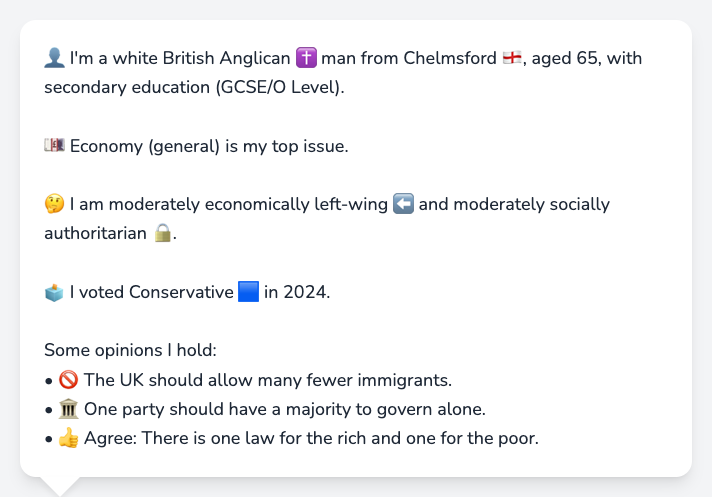 👤 I'm a white British Anglican ✝️ man from Chelmsford 🏴󠁧󠁢󠁥󠁮󠁧󠁿, aged 65, with
secondary education (GCSE/O Level).
💷 Economy (general) is my top issue.
🤔 I am moderately economically left-wing ⬅️ and moderately socially
authoritarian 🔒.
🗳️ I voted Conservative 🟦 in 2024.
Some opinions I hold:
• 🚫 The UK should allow many fewer immigrants.
• 🏛️ One party should have a majority to govern alone.
• 👍 Agree: There is one law for the rich and one for the poor.